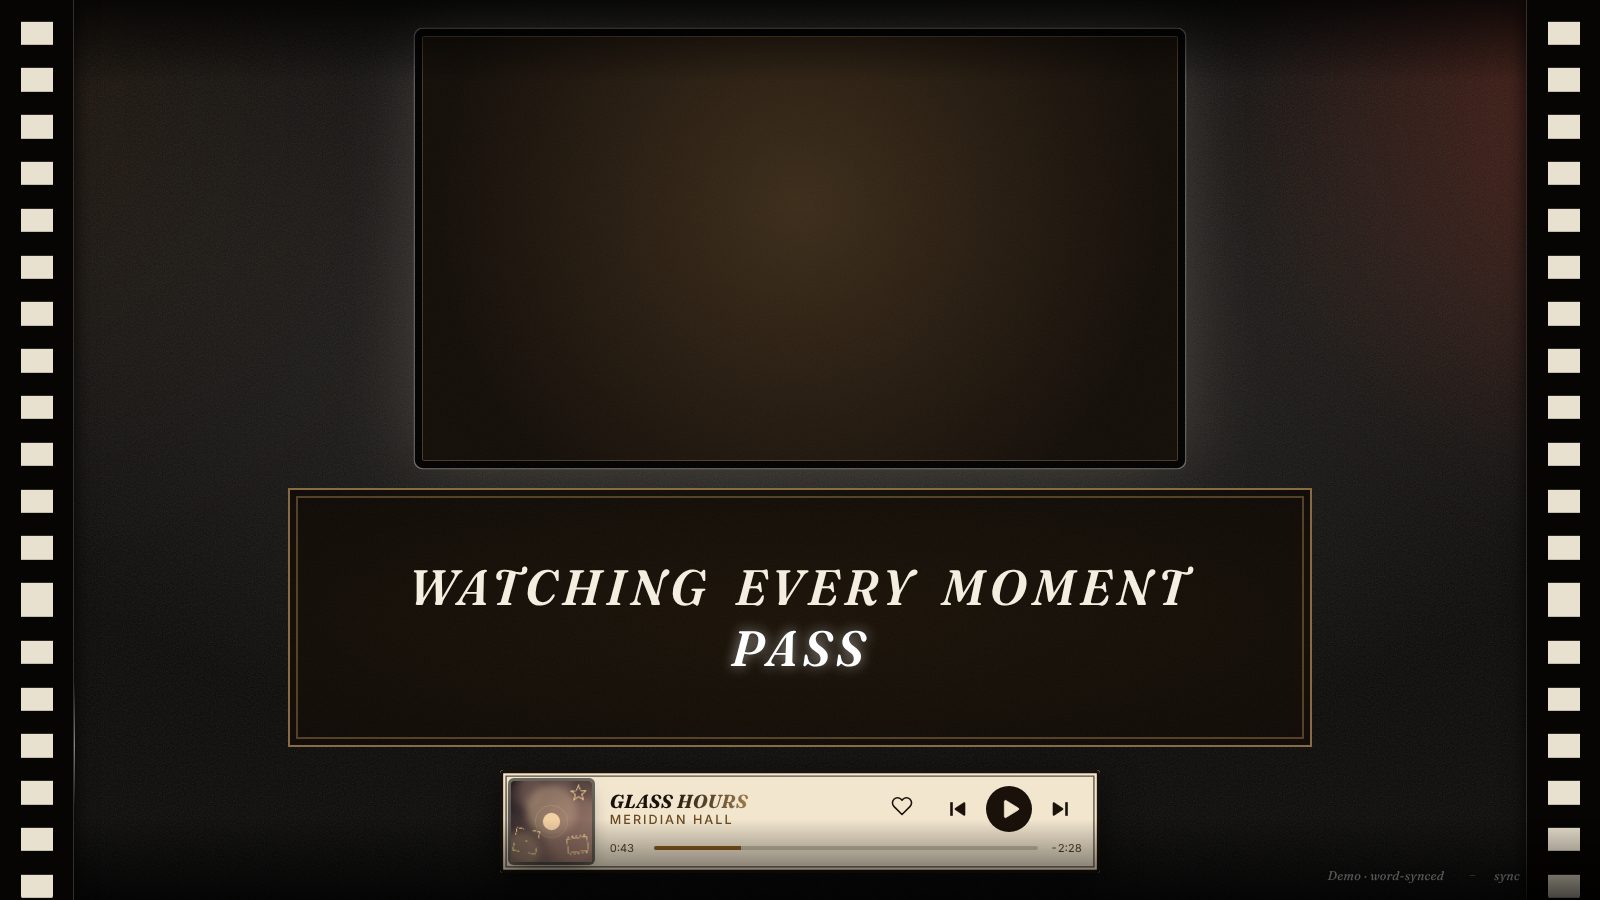 WATCHING EVERY MOMENT
PASS
GLASS HOURS
MERIDIAN HALL
0:43
-2:28
Demo · word-synced – sync